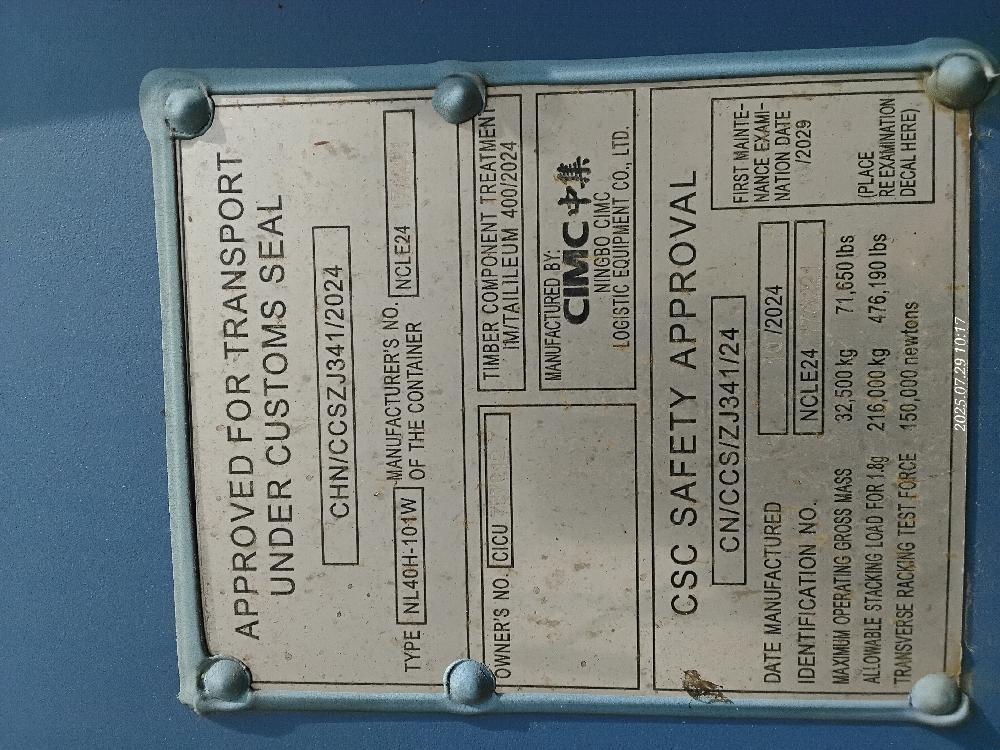 APPROVED FOR TRANSPORT
UNDER CUSTOMS SEAL
CHN/CCSZJ341/2024
TYPE NL40H-101W MANUFACTURER'S NO. OF THE CONTAINER NCLE24
OWNER'S NO. CICU
TIMBER COMPONENT TREATMENT
IM/TAILILEUM 400/2024
MANUFACTURED BY:
CIMC 中集
NINGBO CIMC
LOGISTIC EQUIPMENT CO., LTD.
CSC SAFETY APPROVAL
CN/CCS/ZJ341/24
DATE MANUFACTURED /2024
IDENTIFICATION NO. NCLE24
MAXIMUM OPERATING GROSS MASS 32,500 kg 71,650 lbs
ALLOWABLE STACKING LOAD FOR 1.8g 216,000 kg 476,190 lbs
TRANSVERSE RACKING TEST FORCE 150,000 newtons
FIRST MAINTE-
NANCE EXAMI-
NATION DATE
/2029
(PLACE
REEXAMINATION
DECAL HERE)
2025.07.29 10:17